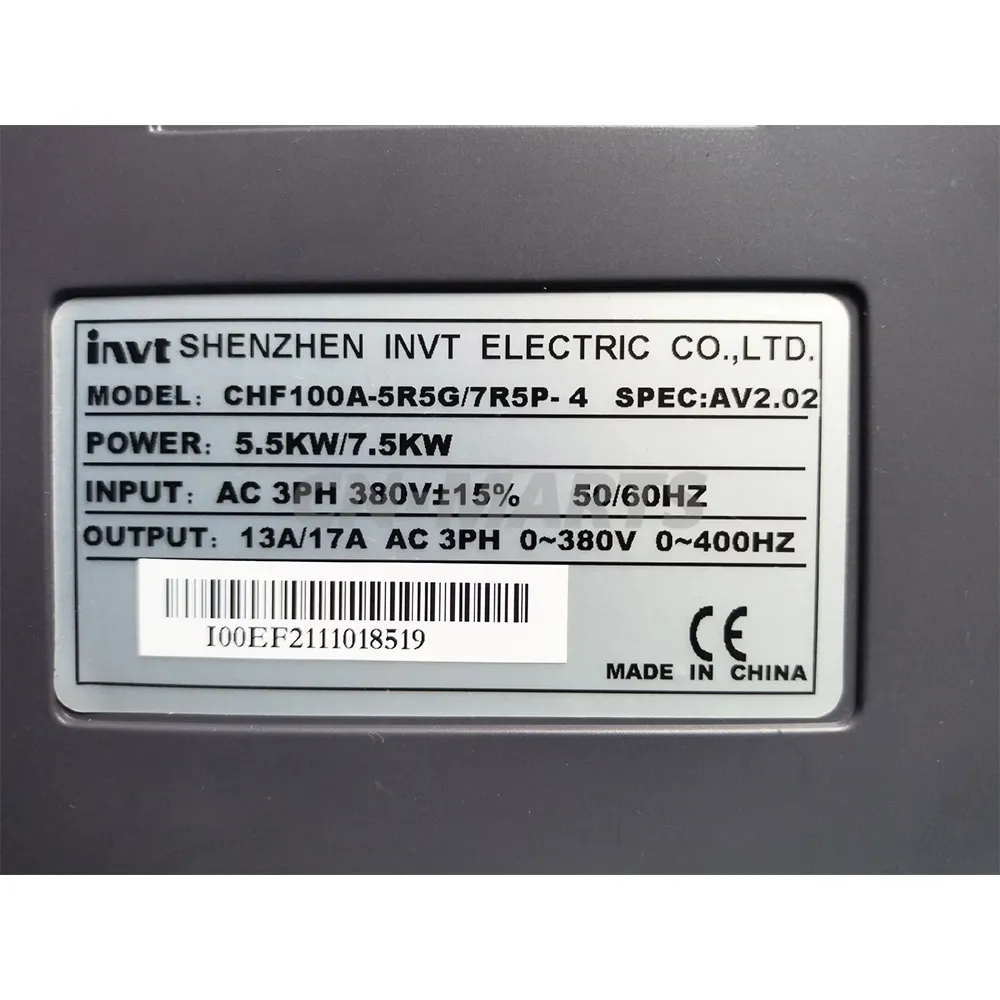 invt SHENZHEN INVT ELECTRIC CO.,LTD.
MODEL: CHF100A-5R5G/7R5P-4 SPEC:AV2.02
POWER: 5.5KW/7.5KW
INPUT: AC 3PH 380V±15% 50/60HZ
OUTPUT: 13A/17A AC 3PH 0~380V 0~400HZ
I00EF2111018519
CE
MADE IN CHINA